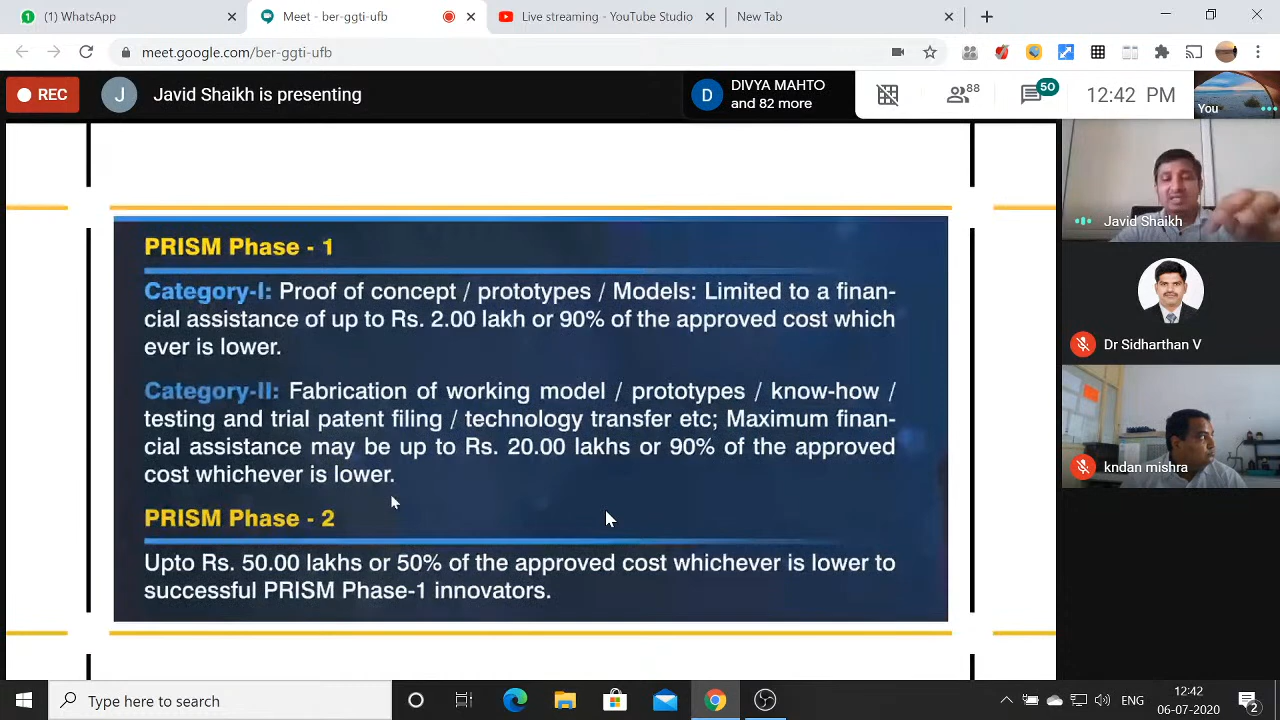 1 (1) WhatsApp
Meet - ber-ggti-ufb
Live streaming - YouTube Studio
New Tab
meet.google.com/ber-ggti-ufb
REC
J
Javid Shaikh is presenting
D
DIVYA MAHTO
and 82 more
88
50
12:42 PM
You
Javid Shaikh
Dr Sidharthan V
kndan mishra
PRISM Phase - 1
Category-I: Proof of concept / prototypes / Models: Limited to a finan-
cial assistance of up to Rs. 2.00 lakh or 90% of the approved cost which
ever is lower.
Category-II: Fabrication of working model / prototypes / know-how /
testing and trial patent filing / technology transfer etc; Maximum finan-
cial assistance may be up to Rs. 20.00 lakhs or 90% of the approved
cost whichever is lower.
PRISM Phase - 2
Upto Rs. 50.00 lakhs or 50% of the approved cost whichever is lower to
successful PRISM Phase-1 innovators.
Type here to search
ENG
12:42
06-07-2020
2